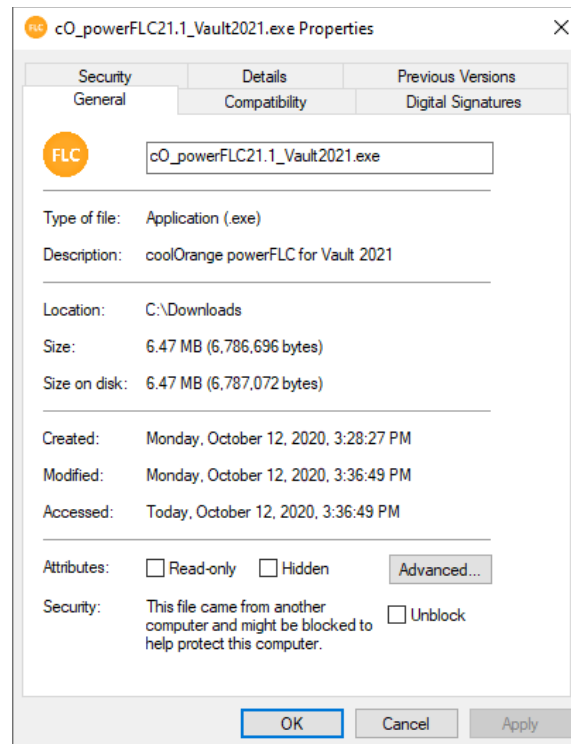 FLC cO_powerFLC21.1_Vault2021.exe Properties
Security Details Previous Versions
General Compatibility Digital Signatures
FLC cO_powerFLC21.1_Vault2021.exe
Type of file: Application (.exe)
Description: coolOrange powerFLC for Vault 2021
Location: C:\Downloads
Size: 6.47 MB (6,786,696 bytes)
Size on disk: 6.47 MB (6,787,072 bytes)
Created: Monday, October 12, 2020, 3:28:27 PM
Modified: Monday, October 12, 2020, 3:36:49 PM
Accessed: Today, October 12, 2020, 3:36:49 PM
Attributes: Read-only Hidden Advanced...
Security: This file came from another
computer and might be blocked to
help protect this computer.
Unblock
OK Cancel Apply